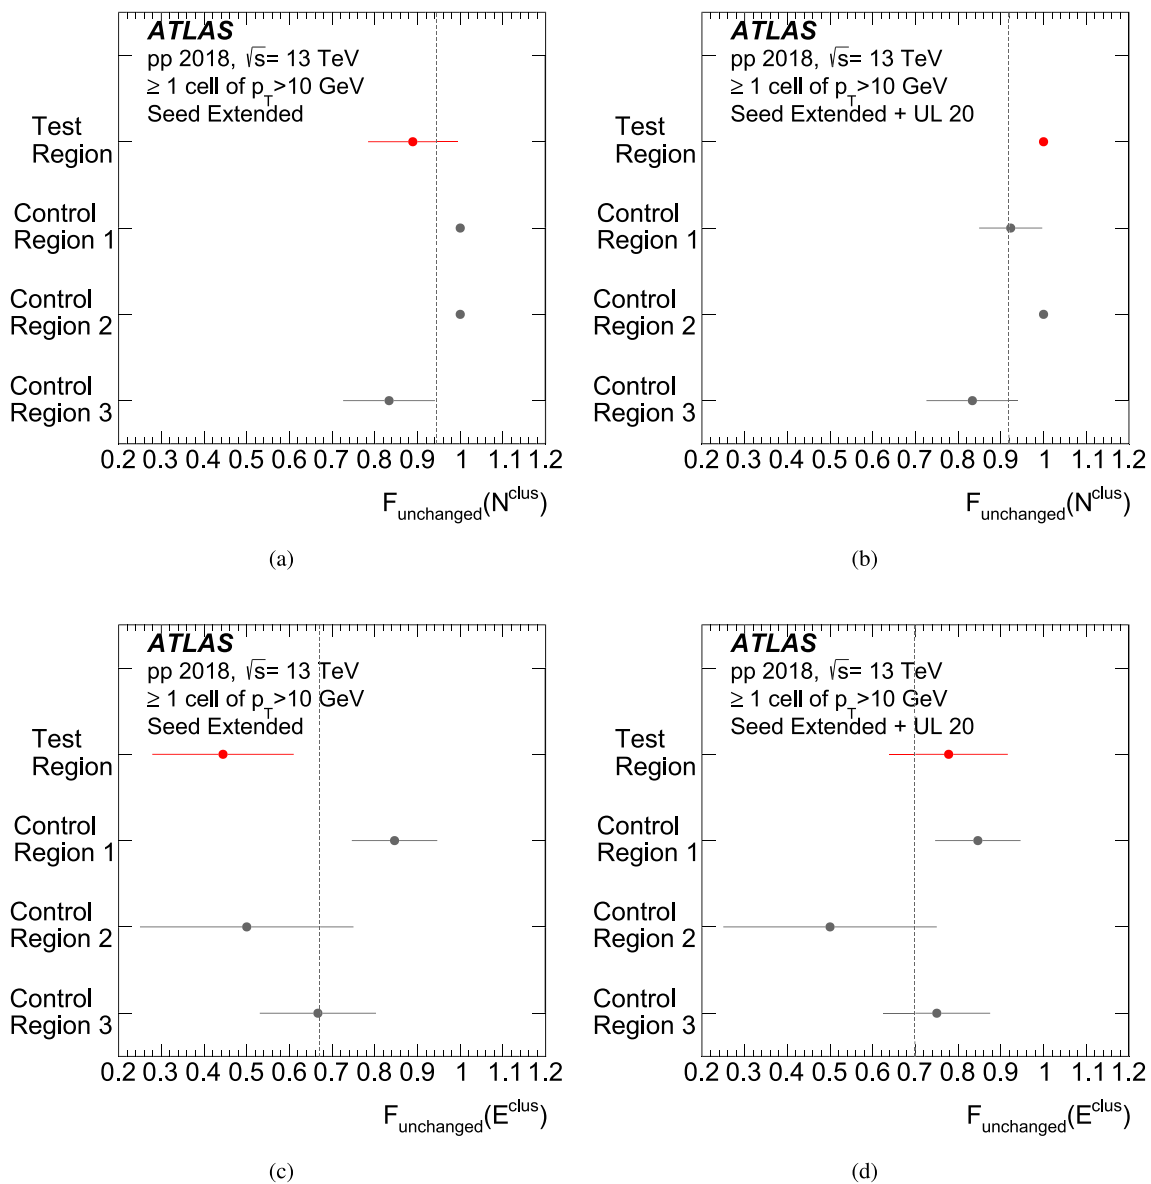 ATLAS
pp 2018, √s= 13 TeV
≥ 1 cell of pT>10 GeV
Seed Extended
Test
Region
Control
Region 1
Control
Region 2
Control
Region 3
0.2 0.3 0.4 0.5 0.6 0.7 0.8 0.9 1 1.1 1.2
Funchanged(Nclus)
(a)
ATLAS
pp 2018, √s= 13 TeV
≥ 1 cell of pT>10 GeV
Seed Extended + UL 20
Test
Region
Control
Region 1
Control
Region 2
Control
Region 3
0.2 0.3 0.4 0.5 0.6 0.7 0.8 0.9 1 1.1 1.2
Funchanged(Nclus)
(b)
ATLAS
pp 2018, √s= 13 TeV
≥ 1 cell of pT>10 GeV
Seed Extended
Test
Region
Control
Region 1
Control
Region 2
Control
Region 3
0.2 0.3 0.4 0.5 0.6 0.7 0.8 0.9 1 1.1 1.2
Funchanged(Eclus)
(c)
ATLAS
pp 2018, √s= 13 TeV
≥ 1 cell of pT>10 GeV
Seed Extended + UL 20
Test
Region
Control
Region 1
Control
Region 2
Control
Region 3
0.2 0.3 0.4 0.5 0.6 0.7 0.8 0.9 1 1.1 1.2
Funchanged(Eclus)
(d)